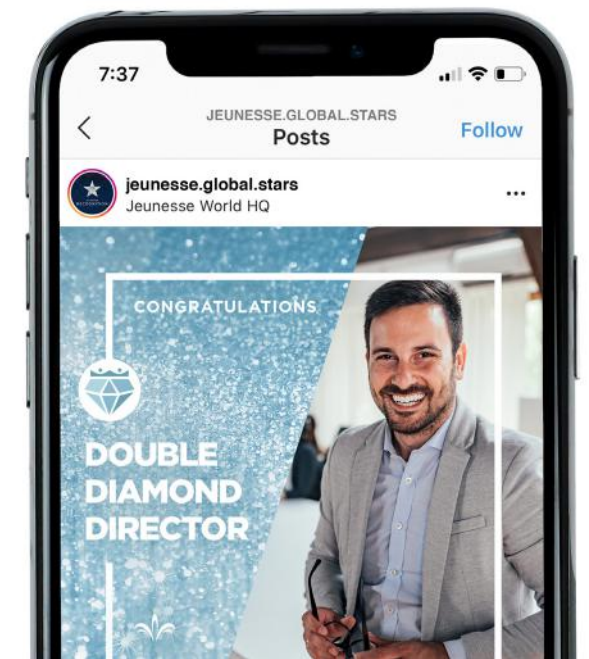 7:37
JEUNESSE.GLOBAL.STARS
Posts
Follow
jeunesse.global.stars
Jeunesse World HQ
CONGRATULATIONS
DOUBLE
DIAMOND
DIRECTOR